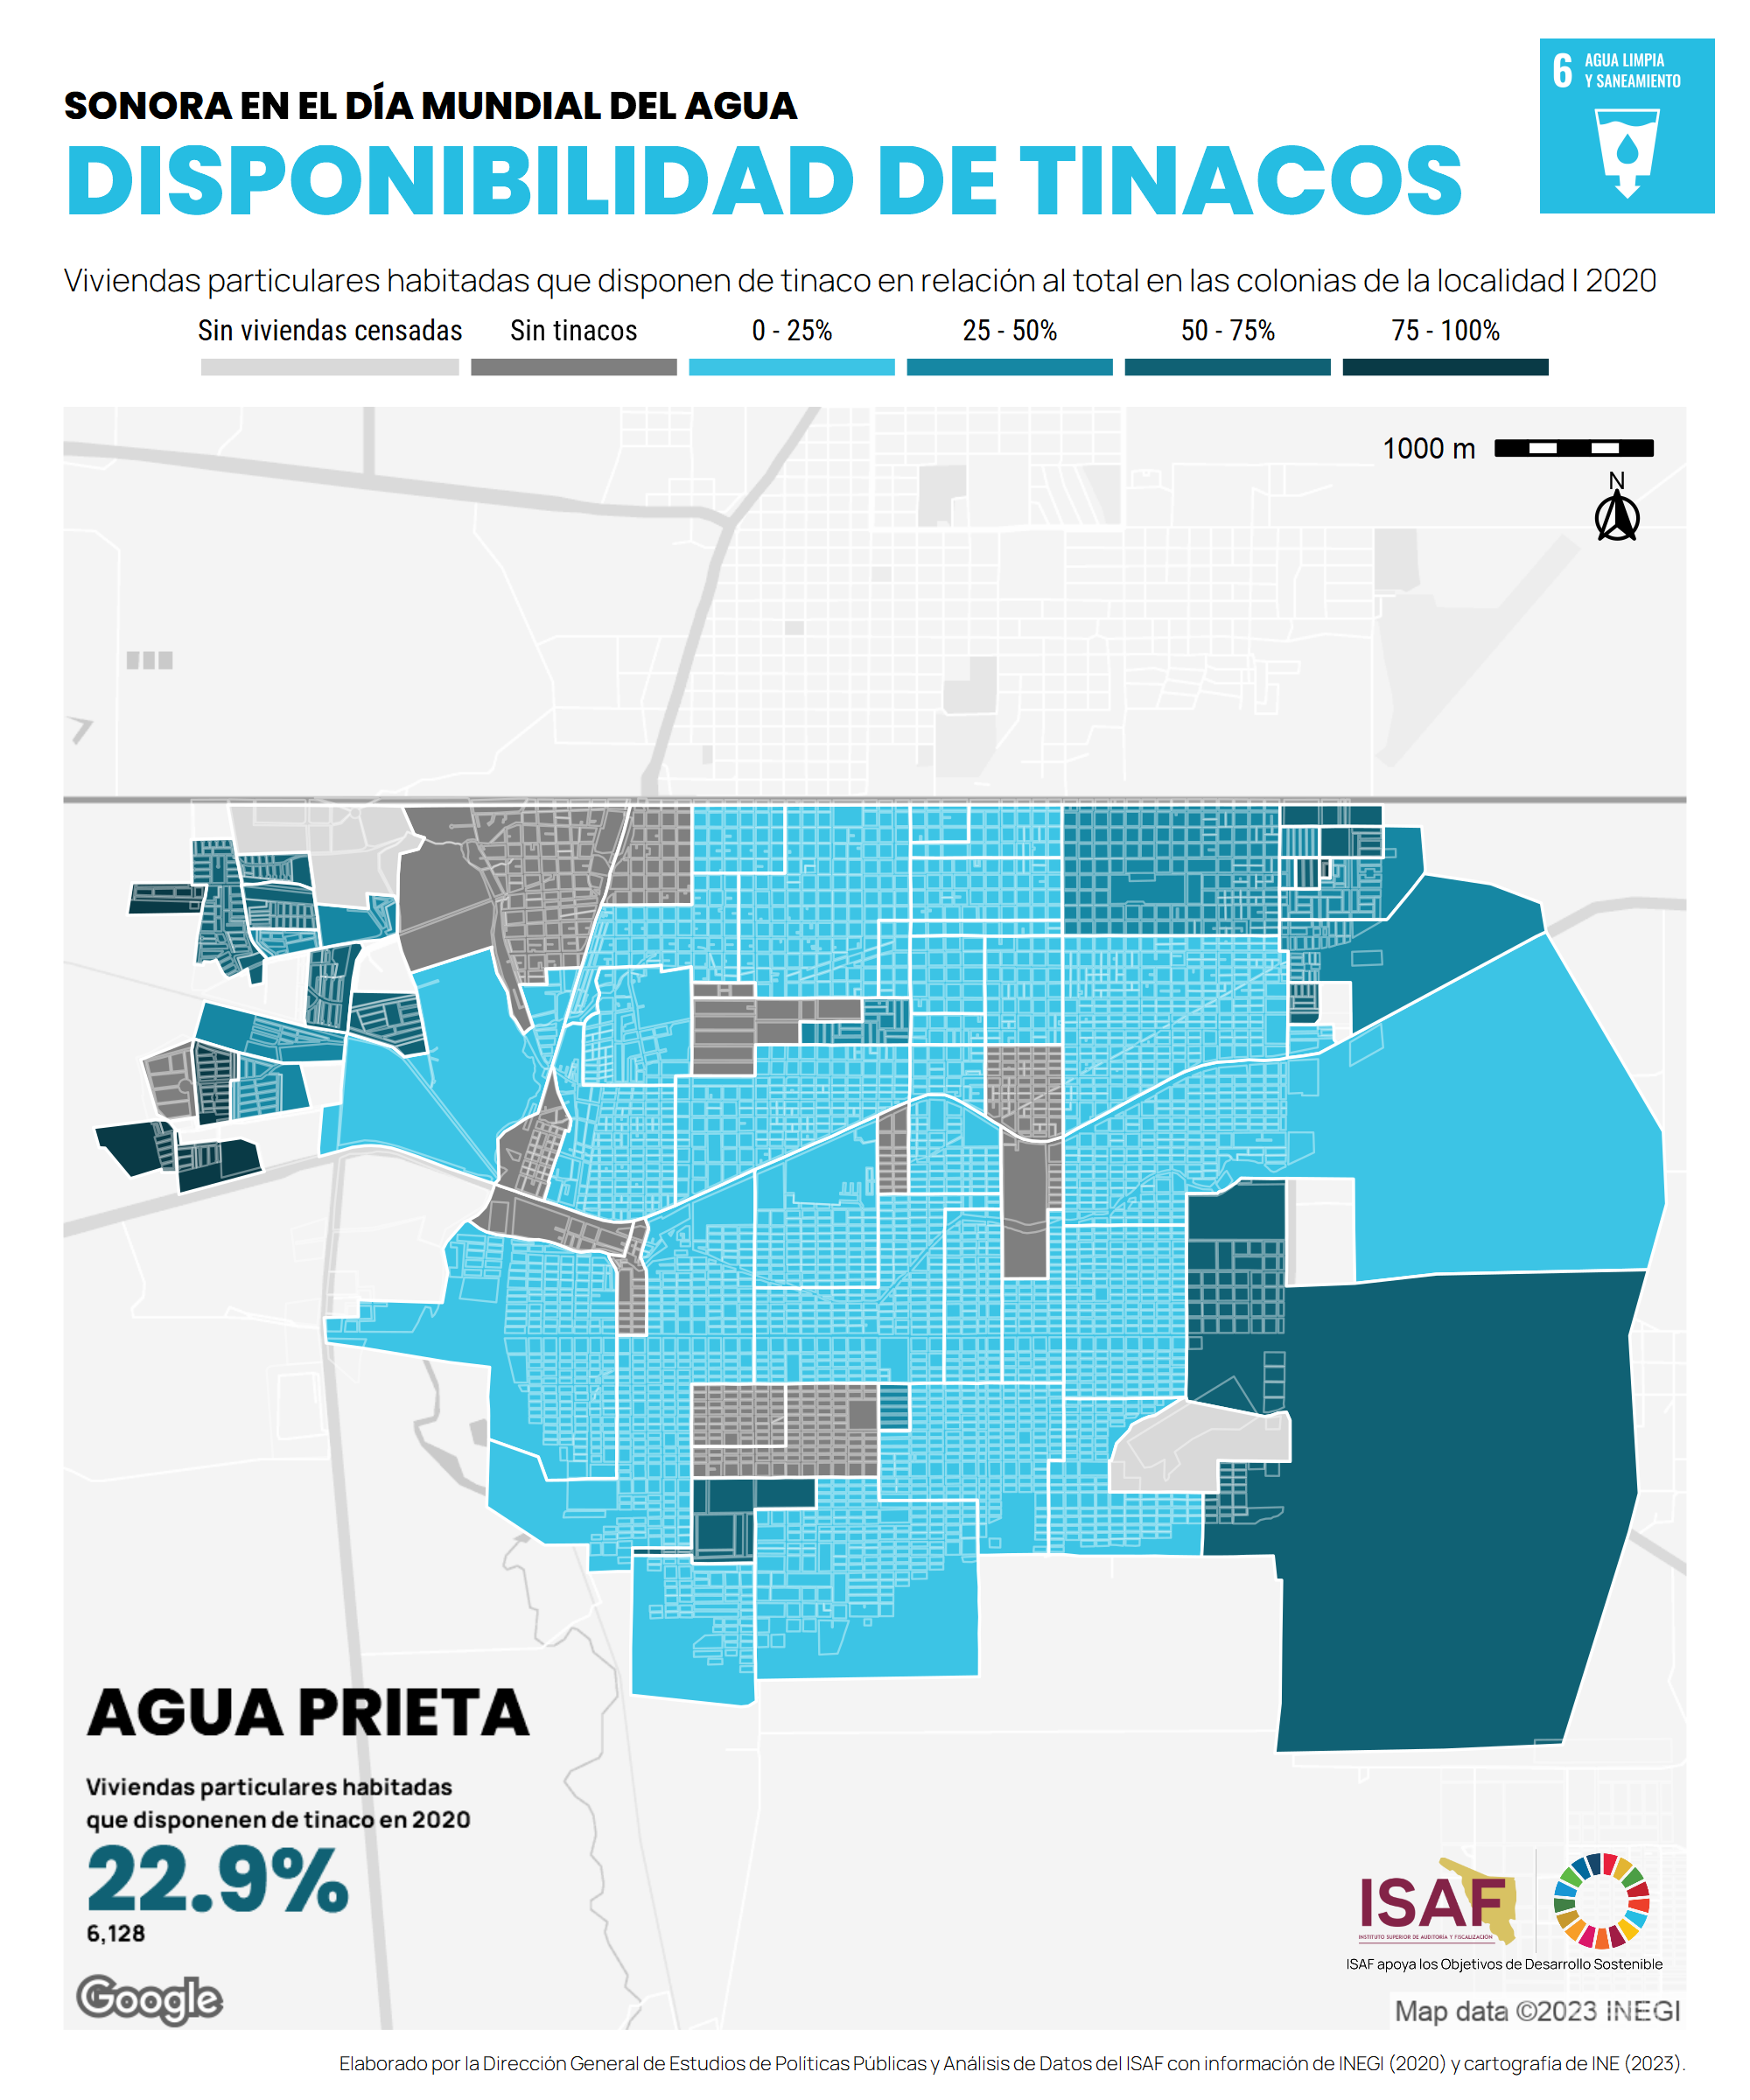 SONORA EN EL DÍA MUNDIAL DEL AGUA
DISPONIBILIDAD DE TINACOS
6 AGUA LIMPIA
Y SANEAMIENTO
Viviendas particulares habitadas que disponen de tinaco en relación al total en las colonias de la localidad | 2020
Sin viviendas censadas Sin tinacos 0 - 25% 25 - 50% 50 - 75% 75 - 100%
1000 m
N
AGUA PRIETA
Viviendas particulares habitadas
que disponenen de tinaco en 2020
22.9%
6,128
ISAF
INSTITUTO SUPERIOR DE AUDITORÍA Y FISCALIZACIÓN
ISAF apoya los Objetivos de Desarrollo Sostenible
Google
Map data ©2023 INEGI
Elaborado por la Dirección General de Estudios de Políticas Públicas y Análisis de Datos del ISAF con información de INEGI (2020) y cartografía de INE (2023).